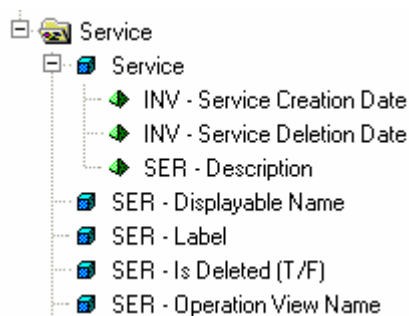 Service
Service
INV - Service Creation Date
INV - Service Deletion Date
SER - Description
SER - Displayable Name
SER - Label
SER - Is Deleted (T/F)
SER - Operation View Name